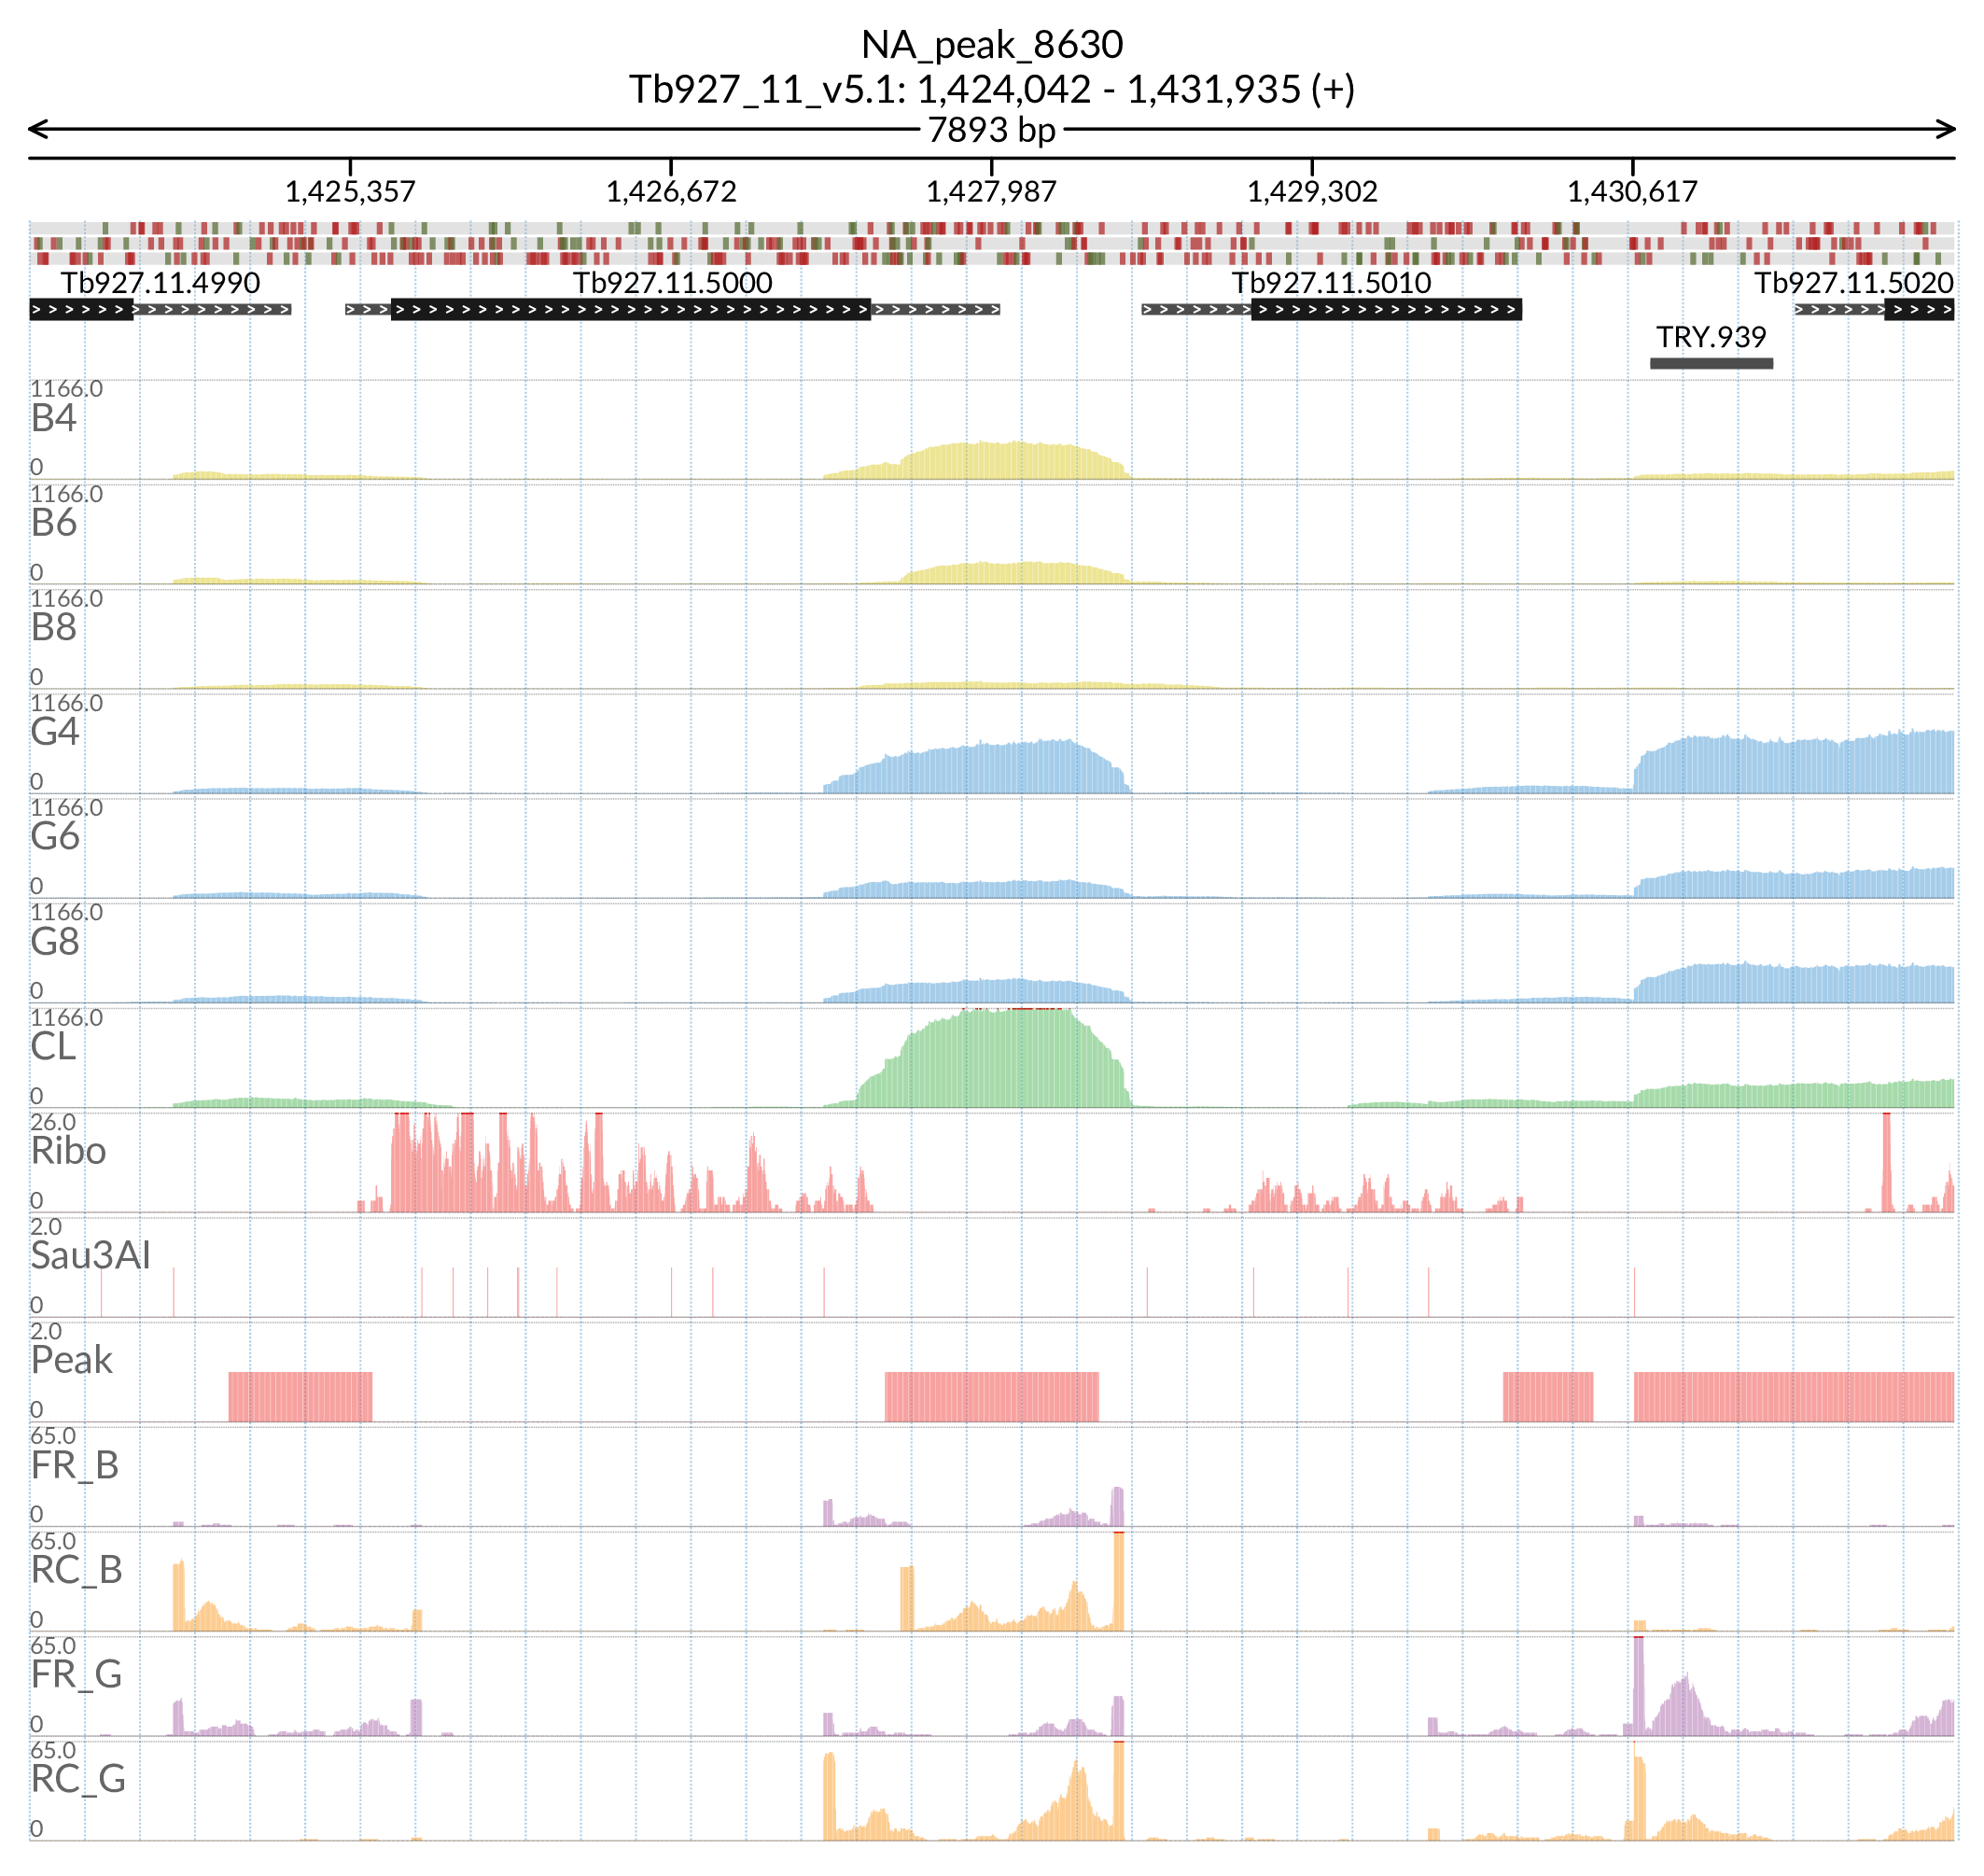 NA_peak_8630
Tb927_11_v5.1: 1,424,042 - 1,431,935 (+)
7893 bp
1,425,357 1,426,672 1,427,987 1,429,302 1,430,617
Tb927.11.4990 Tb927.11.5000 Tb927.11.5010 Tb927.11.5020
TRY.939
1166.0
B4
0
1166.0
B6
0
1166.0
B8
0
1166.0
G4
0
1166.0
G6
0
1166.0
G8
0
1166.0
CL
0
26.0
Ribo
0
2.0
Sau3AI
0
2.0
Peak
0
65.0
FR_B
0
65.0
RC_B
0
65.0
FR_G
0
65.0
RC_G
0